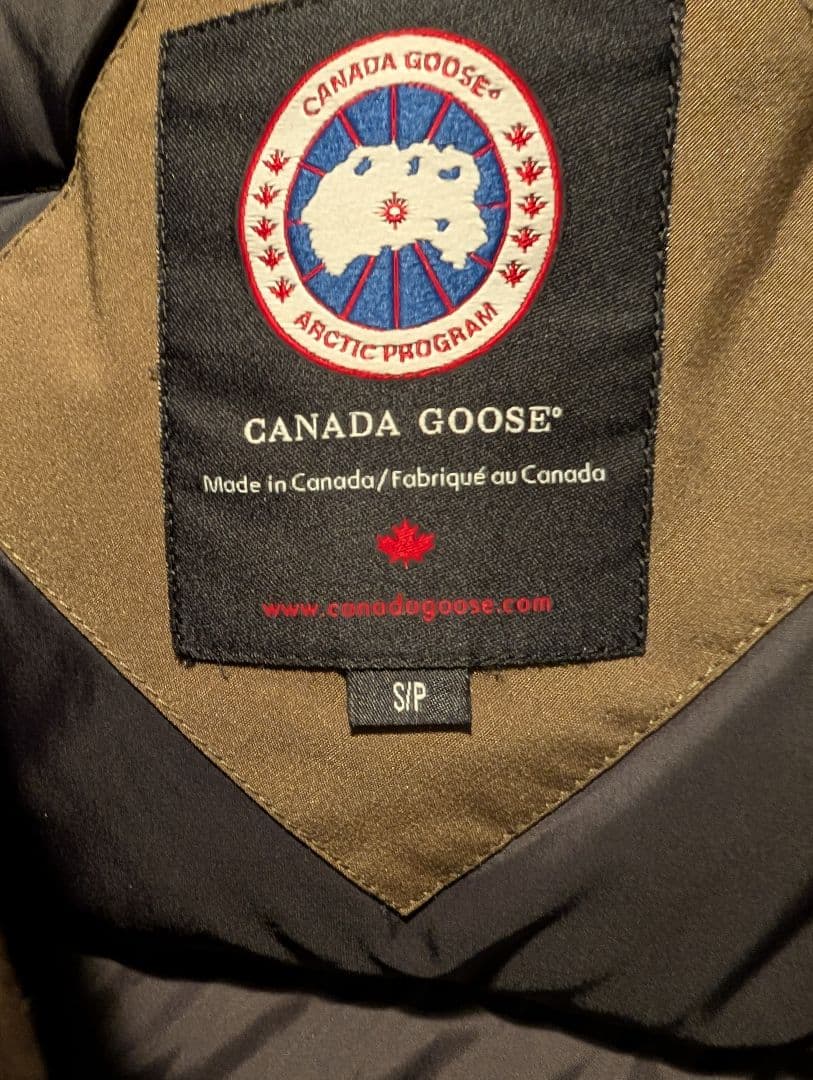 CANADA GOOSE®
ARCTIC PROGRAM
CANADA GOOSE®
Made in Canada/Fabriqué au Canada
www.canadagoose.com
S/P